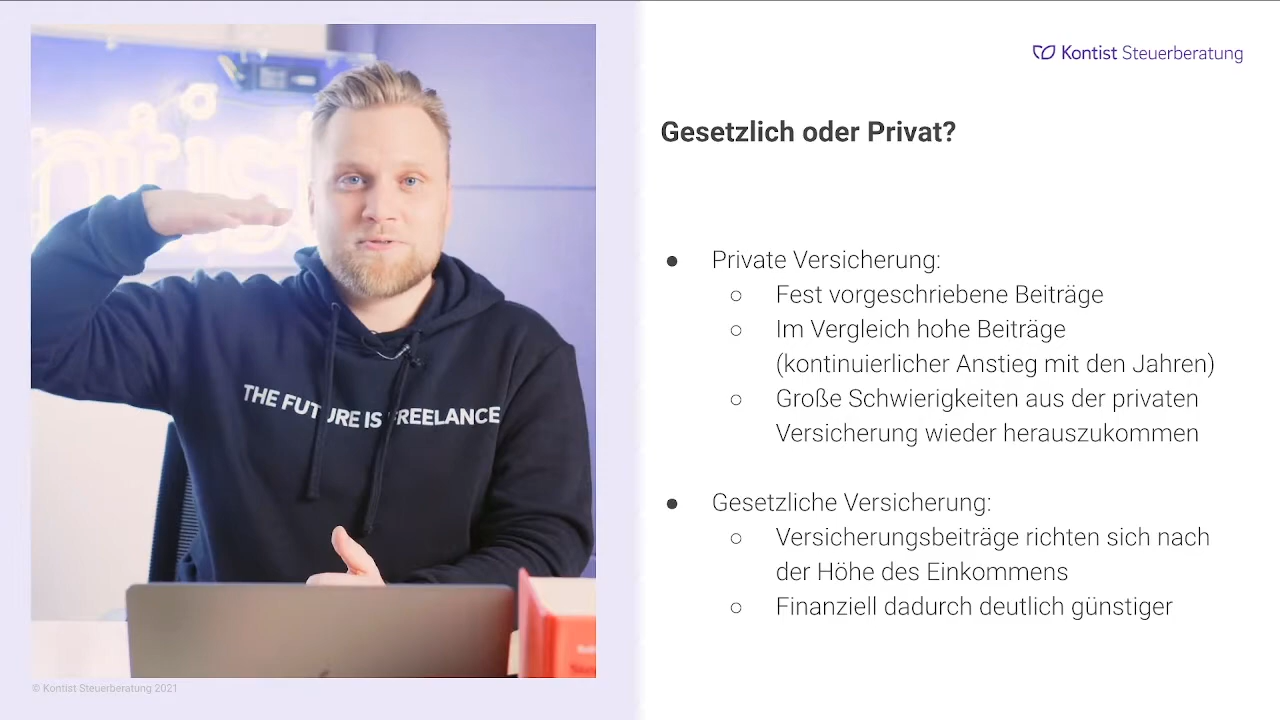 Kontist Steuerberatung
Gesetzlich oder Privat?
● Private Versicherung:
○ Fest vorgeschriebene Beiträge
○ Im Vergleich hohe Beiträge
(kontinuierlicher Anstieg mit den Jahren)
○ Große Schwierigkeiten aus der privaten
Versicherung wieder herauszukommen
● Gesetzliche Versicherung:
○ Versicherungsbeiträge richten sich nach
der Höhe des Einkommens
○ Finanziell dadurch deutlich günstiger
THE FUTURE IS FREELANCE
© Kontist Steuerberatung 2021